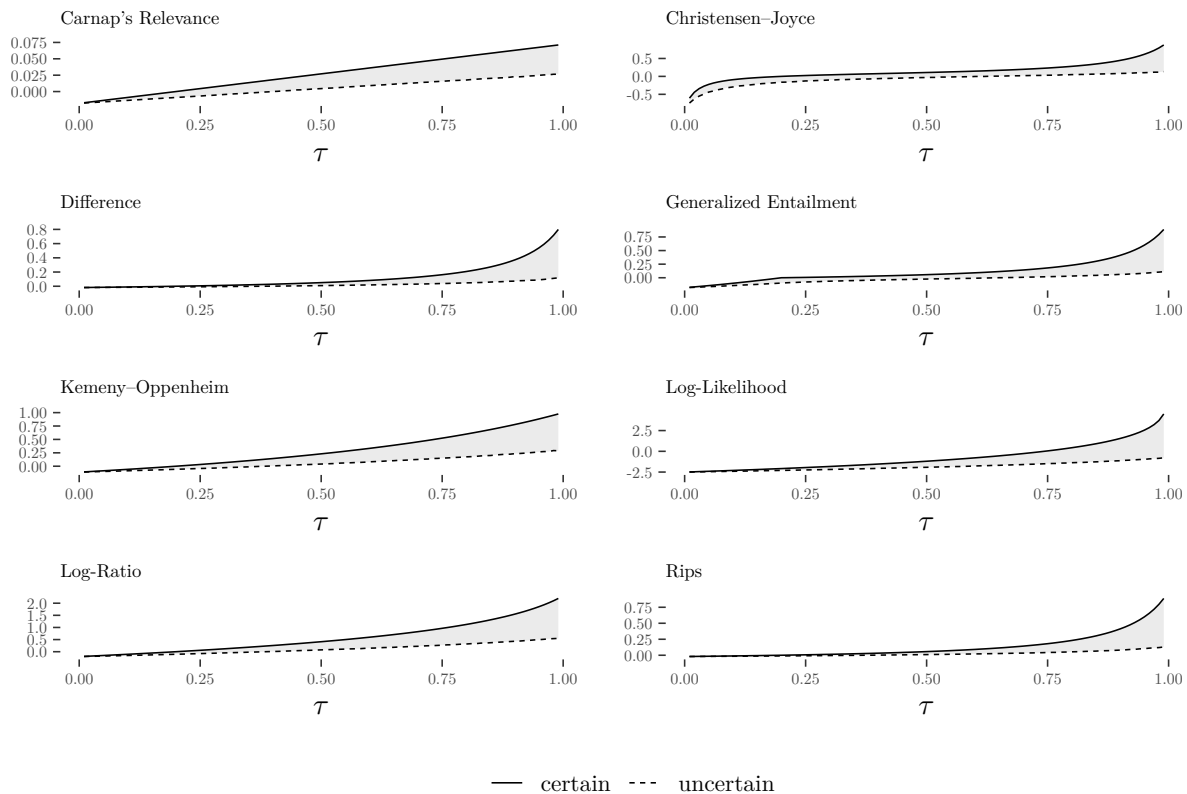 Carnap's Relevance
0.075
0.050
0.025
0.000
0.00 0.25 0.50 0.75 1.00
τ
Christensen–Joyce
0.5
0.0
-0.5
0.00 0.25 0.50 0.75 1.00
τ
Difference
0.8
0.6
0.4
0.2
0.0
0.00 0.25 0.50 0.75 1.00
τ
Generalized Entailment
0.75
0.50
0.25
0.00
0.00 0.25 0.50 0.75 1.00
τ
Kemeny–Oppenheim
1.00
0.75
0.50
0.25
0.00
0.00 0.25 0.50 0.75 1.00
τ
Log-Likelihood
2.5
0.0
-2.5
0.00 0.25 0.50 0.75 1.00
τ
Log-Ratio
2.0
1.5
1.0
0.5
0.0
0.00 0.25 0.50 0.75 1.00
τ
Rips
0.75
0.50
0.25
0.00
0.00 0.25 0.50 0.75 1.00
τ
certain uncertain